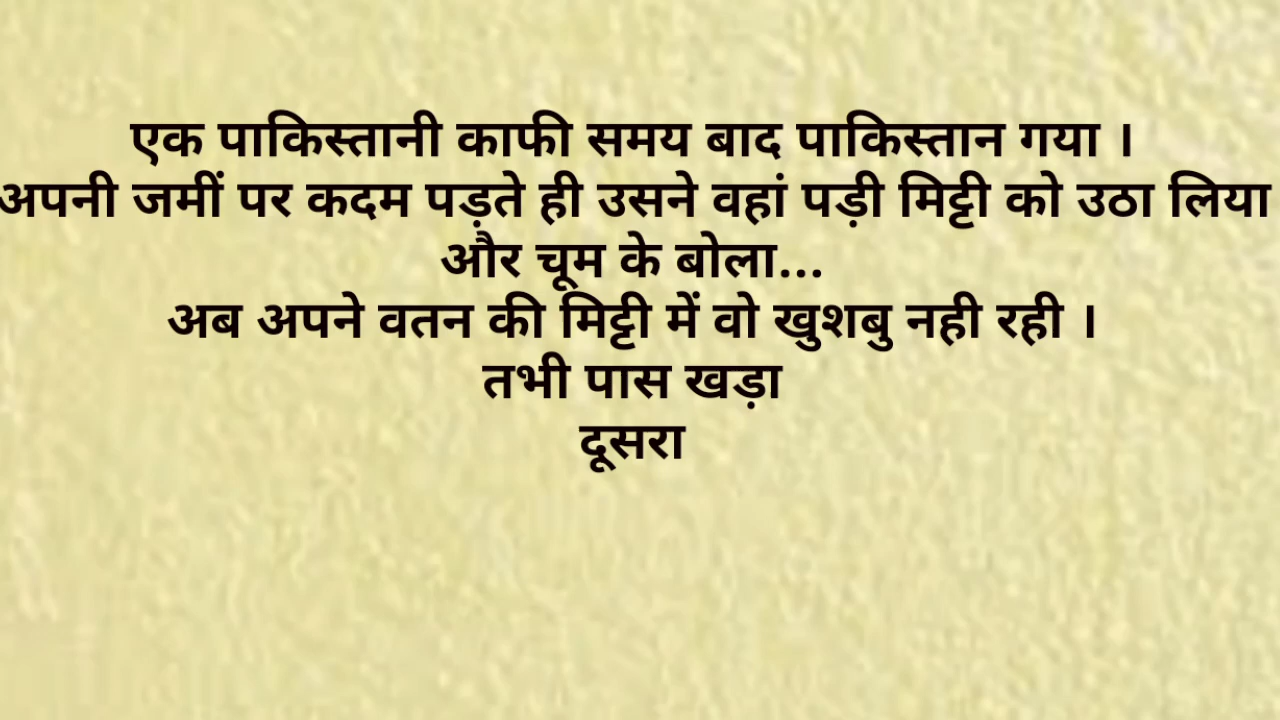 एक पाकिस्तानी काफी समय बाद पाकिस्तान गया ।
अपनी जमीं पर कदम पड़ते ही उसने वहां पड़ी मिट्टी को उठा लिया
और चूम के बोला...
अब अपने वतन की मिट्टी में वो खुशबु नही रही ।
तभी पास खड़ा
दूसरा